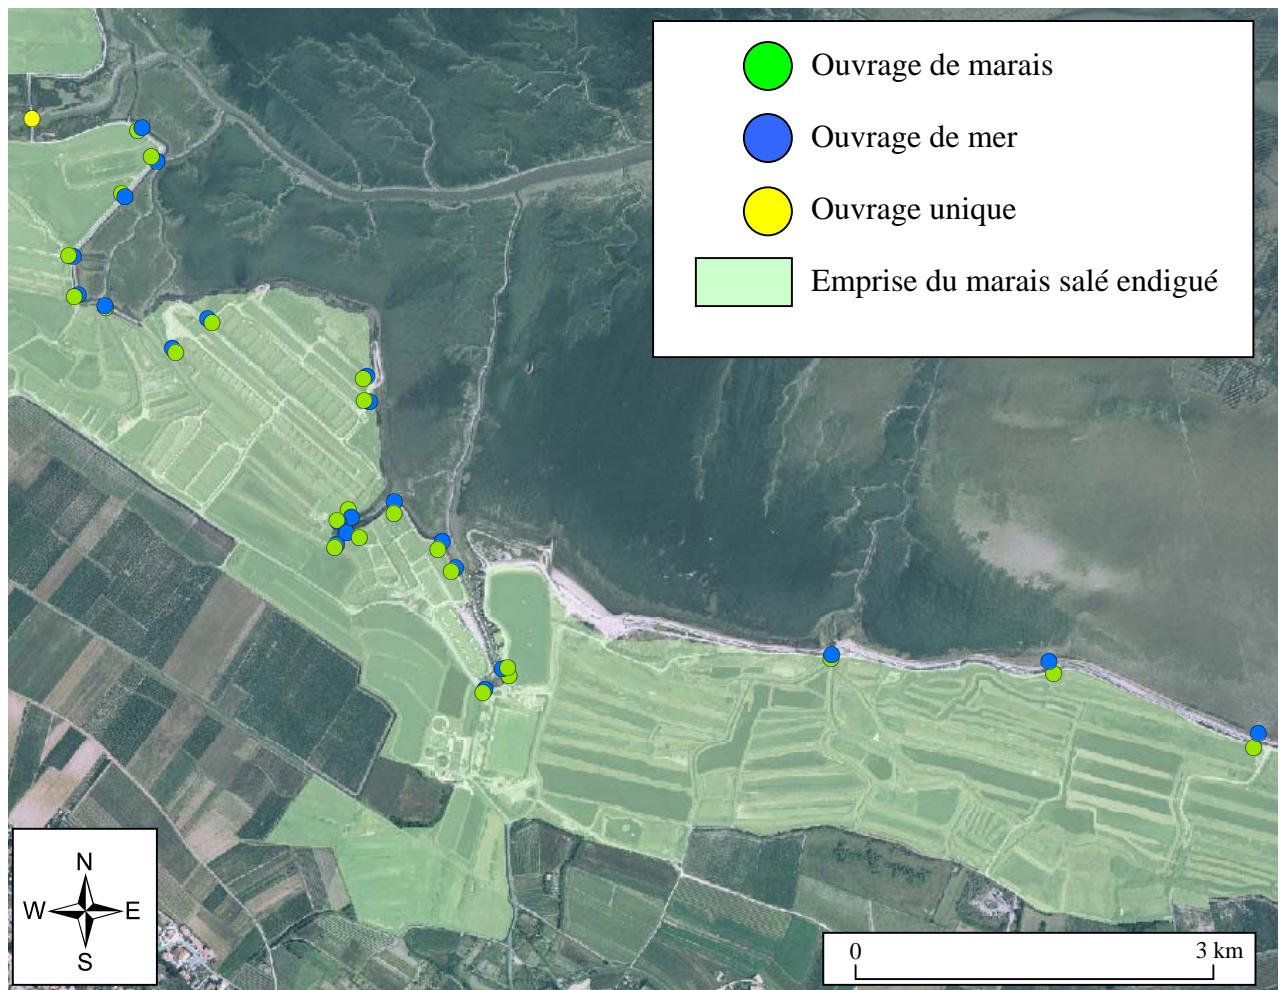 Ouvrage de marais
Ouvrage de mer
Ouvrage unique
Emprise du marais salé endigué
N
W E
S
0 3 km